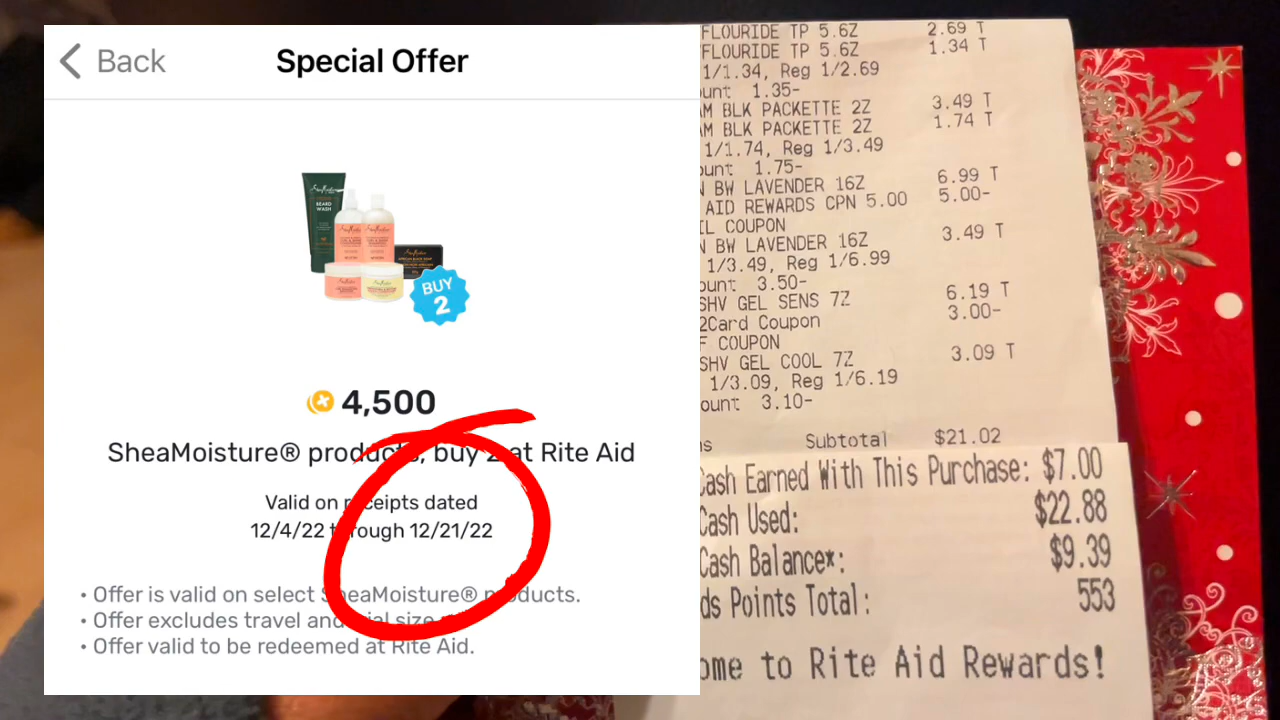 Back
Special Offer
BUY
2
4,500
SheaMoisture® products, buy 2 at Rite Aid
Valid on receipts dated
12/4/22 through 12/21/22
• Offer is valid on select SheaMoisture® products.
• Offer excludes travel and trial size
• Offer valid to be redeemed at Rite Aid.
FLOURIDE TP 5.6Z 2.69 T
FLOURIDE TP 5.6Z 1.34 T
1/1.34, Reg 1/2.69
unt 1.35-
AM BLK PACKETTE 2Z 3.49 T
AM BLK PACKETTE 2Z 1.74 T
1/1.74, Reg 1/3.49
unt 1.75-
BW LAVENDER 16Z 6.99 T
AID REWARDS CPN 5.00 5.00-
IL COUPON
BW LAVENDER 16Z 3.49 T
1/3.49, Reg 1/6.99
ount 3.50-
SHV GEL SENS 7Z 6.19 T
2Card Coupon 3.00-
F COUPON
SHV GEL COOL 7Z 3.09 T
1/3.09, Reg 1/6.19
ount 3.10-
ms Subtotal $21.02
Cash Earned With This Purchase: $7.00
Cash Used: $22.88
Cash Balance*: $9.39
ds Points Total: 553
ome to Rite Aid Rewards!